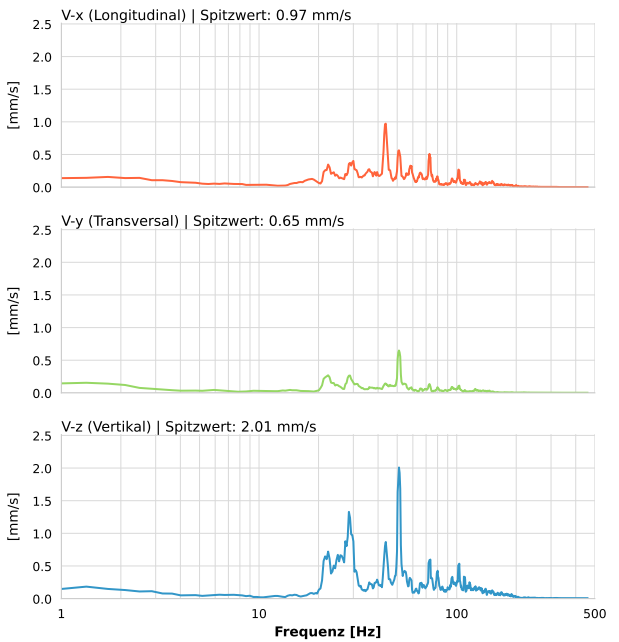 V-x (Longitudinal) | Spitzwert: 0.97 mm/s
2.5
2.0
1.5
1.0
0.5
0.0
[mm/s]
V-y (Transversal) | Spitzwert: 0.65 mm/s
2.5
2.0
1.5
1.0
0.5
0.0
[mm/s]
V-z (Vertikal) | Spitzwert: 2.01 mm/s
2.5
2.0
1.5
1.0
0.5
0.0
[mm/s]
1 10 100 500
Frequenz [Hz]